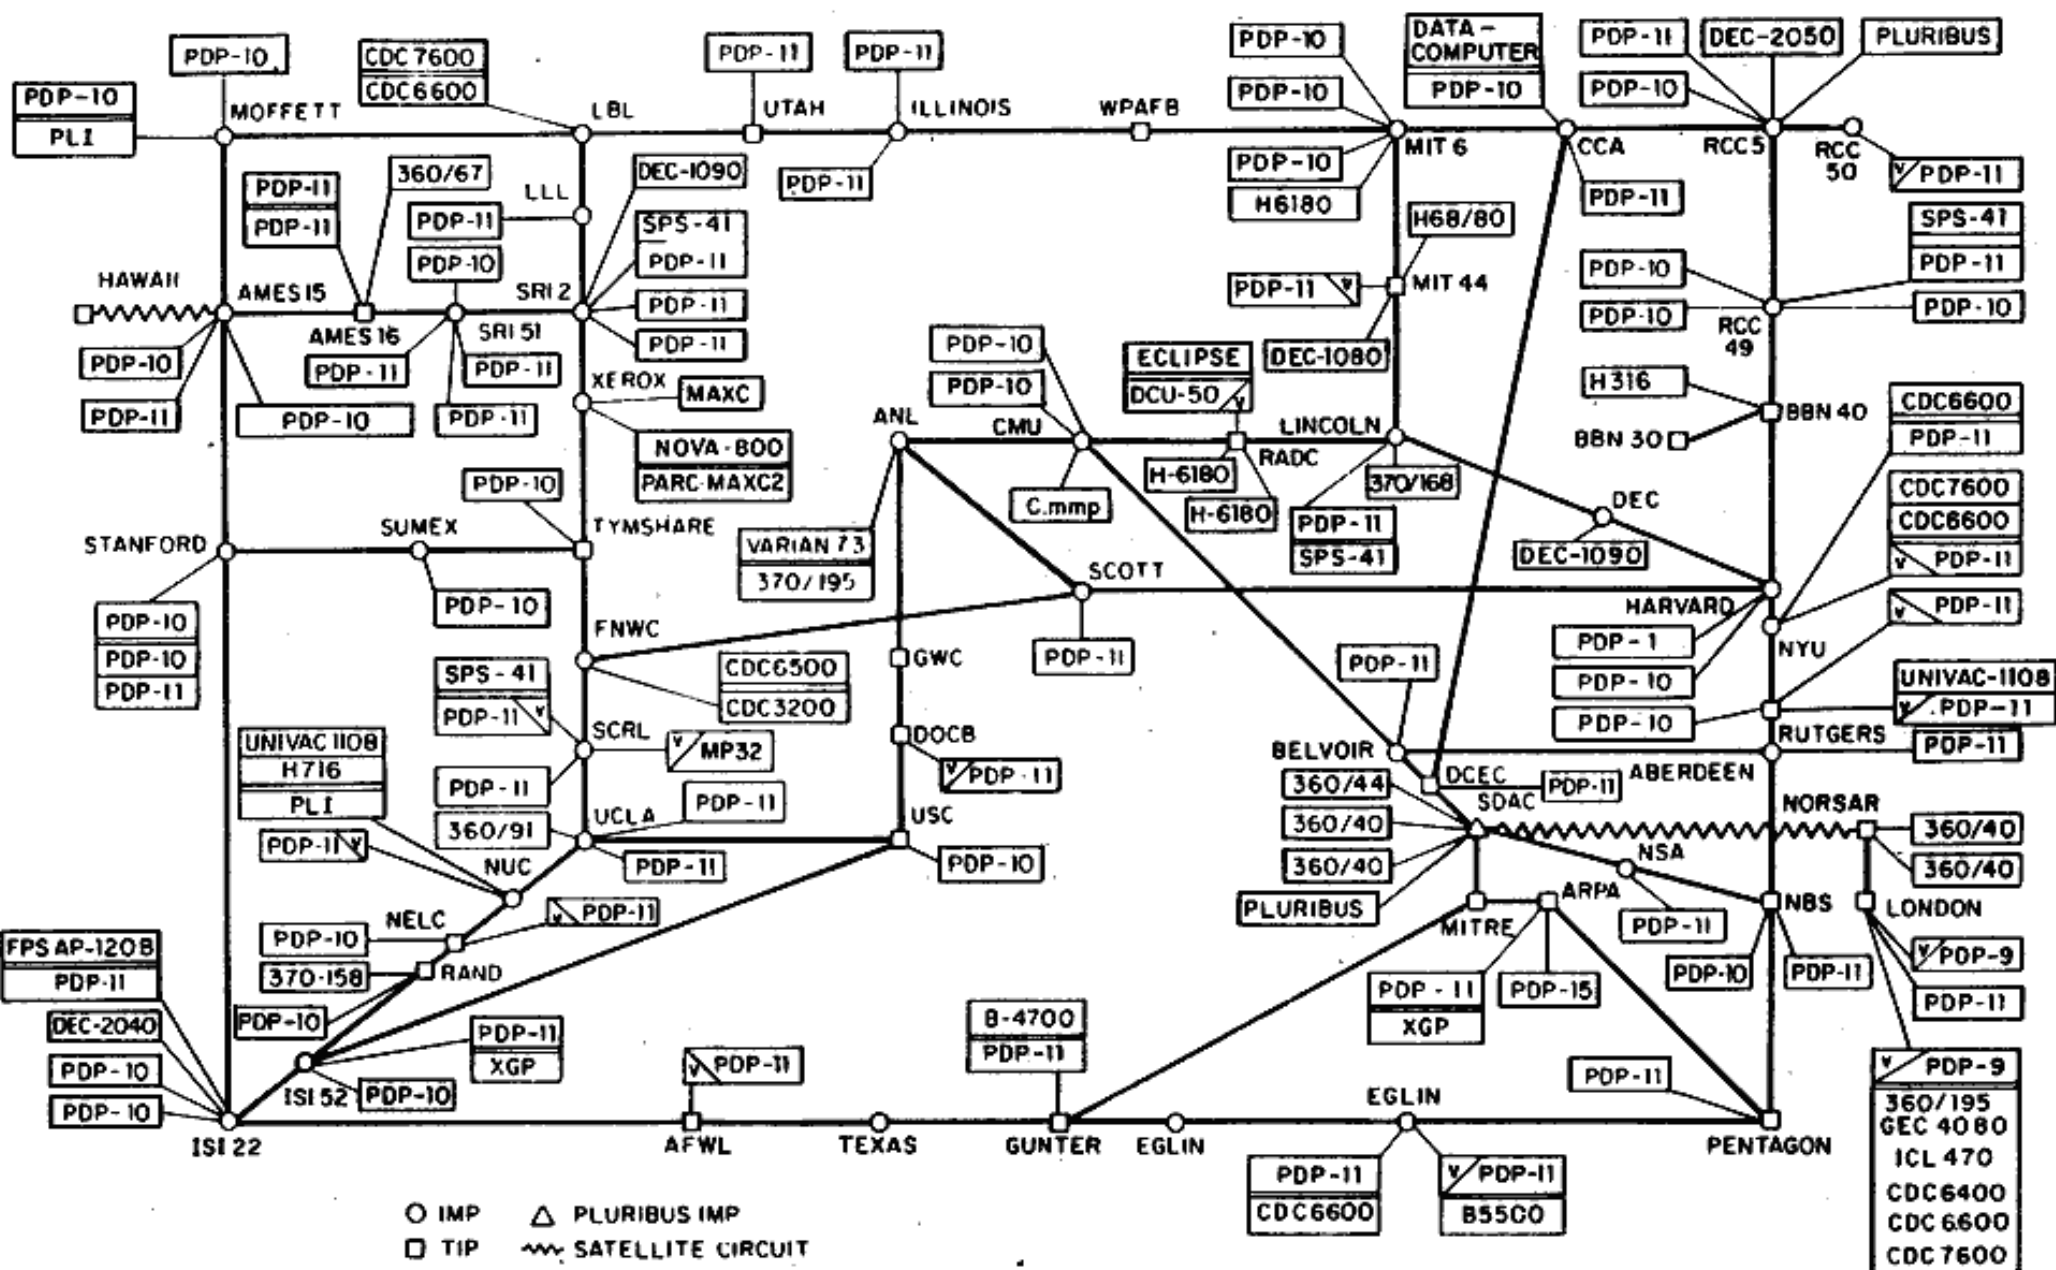 PDP-10
CDC 7600
CDC6600
PDP-11
PDP-11
PDP-10
DATA-
COMPUTER
PDP-10
PDP-11
DEC-2050
PLURIBUS
PDP-10
PLI
MOFFETT
LBL
UTAH
ILLINOIS
WPAFB
PDP-10
PDP-10
MIT 6
CCA
RCC5
RCC
50
PDP-11
PDP-10
H6180
PDP-11
V PDP-11
PDP-11
PDP-11
360/67
LLL
PDP-11
PDP-10
DEC-1090
SPS-41
PDP-11
PDP-11
PDP-11
H68/80
PDP-11 V
MIT 44
DEC-1080
SPS-41
PDP-11
PDP-10
PDP-10
PDP-10
RCC
49
HAWAII
AMES 15
AMES 16
SRI 51
SRI 2
PDP-10
PDP-11
PDP-10
PDP-11
PDP-11
PDP-11
XEROX
MAXC
NOVA-800
PARC-MAXC2
ANL
PDP-10
PDP-10
CMU
C.mmp
ECLIPSE
DCU-50 V
RADC
H-6180
H-6180
LINCOLN
370/168
PDP-11
SPS-41
H316
BBN 40
BBN 30
CDC6600
PDP-11
CDC7600
CDC6600
V PDP-11
V PDP-11
DEC
DEC-1090
STANFORD
SUMEX
PDP-10
TYMSHARE
PDP-10
PDP-10
PDP-10
PDP-11
VARIAN 73
370/195
SCOTT
PDP-11
HARVARD
PDP-1
PDP-10
NYU
PDP-10
RUTGERS
UNIVAC-1108
V .PDP-11
FNWC
CDC6500
CDC3200
GWC
SPS-41
PDP-11 V
SCRL
V MP32
PDP-11
DOCB
V PDP-11
PDP-11
BELVOIR
ABERDEEN
PDP-11
UNIVAC 1108
H716
PLI
PDP-11 V
NUC
360/91
UCLA
PDP-11
PDP-11
USC
PDP-10
360/44
360/40
360/40
PLURIBUS
DCEC
PDP-11
SDAC
NORSAR
360/40
360/40
NSA
PDP-11
NBS
PDP-10
PDP-11
LONDON
V PDP-9
PDP-11
V PDP-9
360/195
GEC 4080
ICL 470
CDC6400
CDC6600
CDC7600
NELC
V PDP-11
PDP-10
370-158
RAND
PDP-10
MITRE
ARPA
PDP-11
XGP
PDP-15
FPS AP-120B
PDP-11
DEC-2040
PDP-10
PDP-10
ISI 22
ISI 52
PDP-11
XGP
PDP-10
V PDP-11
AFWL
TEXAS
B-4700
PDP-11
GUNTER
EGLIN
EGLIN
PDP-11
CDC6600
V PDP-11
B5500
PDP-11
PENTAGON
IMP
PLURIBUS IMP
TIP
SATELLITE CIRCUIT